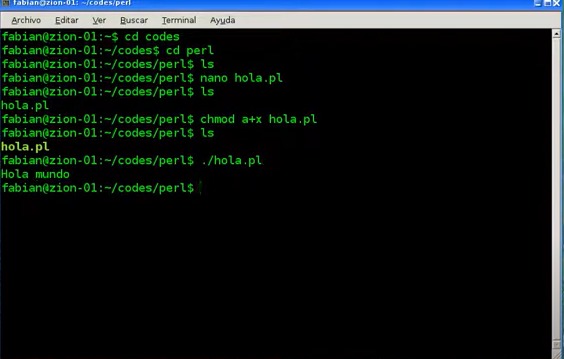 fabian@zion-01: ~/codes/perl
Archivo Editar Ver Buscar Terminal Ayuda
fabian@zion-01:~$ cd codes
fabian@zion-01:~/codes$ cd perl
fabian@zion-01:~/codes/perl$ ls
fabian@zion-01:~/codes/perl$ nano hola.pl
fabian@zion-01:~/codes/perl$ ls
hola.pl
fabian@zion-01:~/codes/perl$ chmod a+x hola.pl
fabian@zion-01:~/codes/perl$ ls
hola.pl
fabian@zion-01:~/codes/perl$ ./hola.pl
Hola mundo
fabian@zion-01:~/codes/perl$